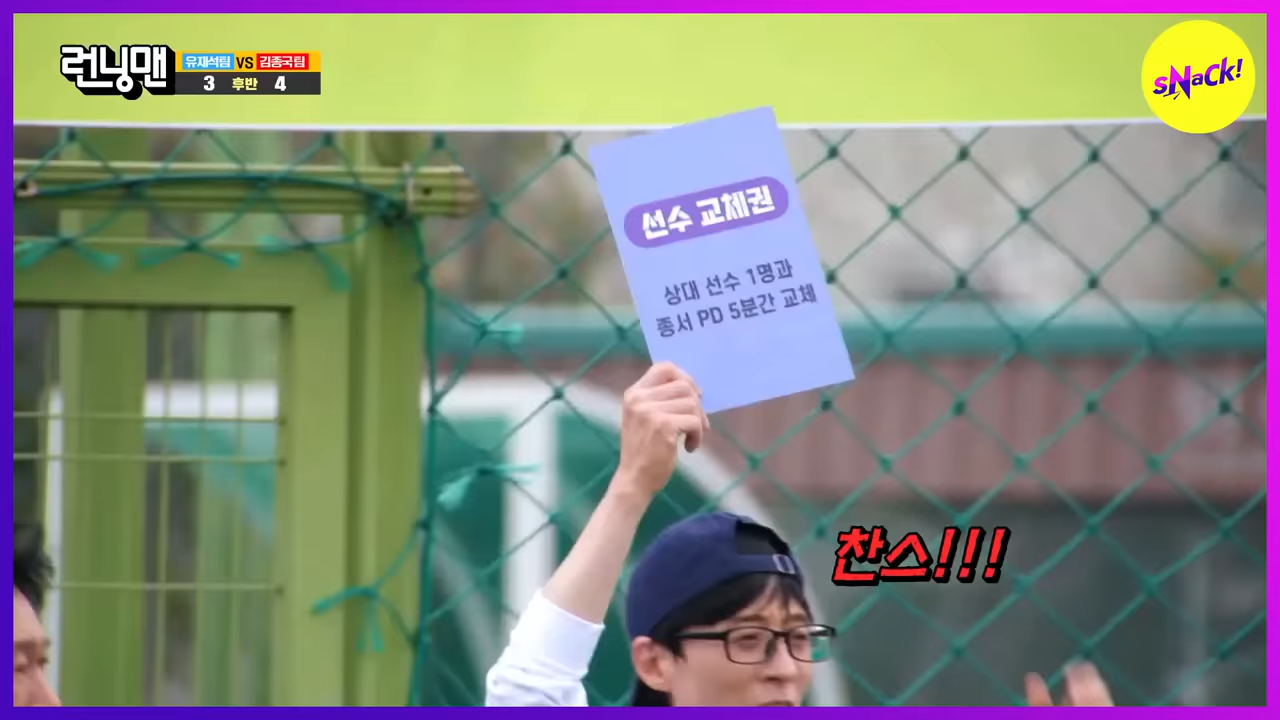 런닝맨
유재석팀 VS 김종국팀
3 후반 4
sNacK!
선수 교체권
상대 선수 1명과
종서 PD 5분간 교체
찬스!!!